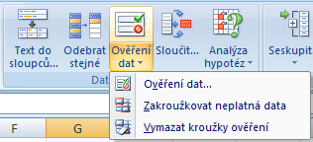 Text do
sloupců...
Odebrat
stejné
Ověření
dat
Sloučit...
Analýza
hypotéz
Seskupit
Dat
Ověření dat...
Zakroužkovat neplatná data
Vymazat kroužky ověření
F
G